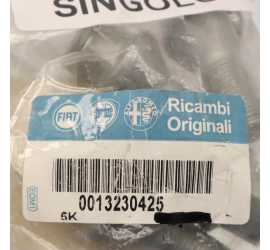 SINGOLO
FIAT
Ricambi
Originali
0013230425
5K